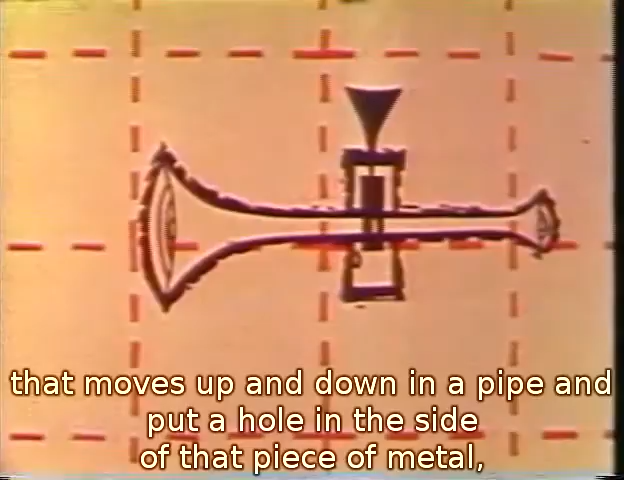 that moves up and down in a pipe and
put a hole in the side
of that piece of metal,